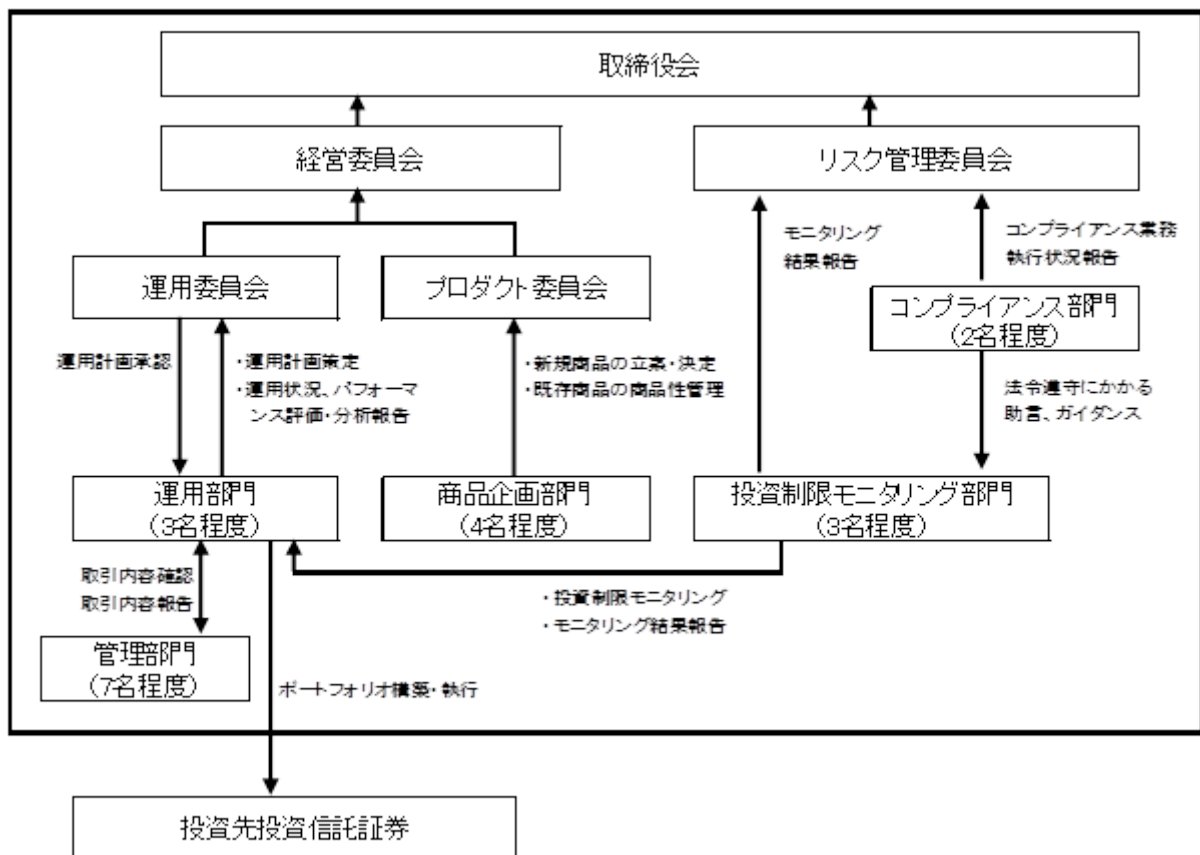 取締役会
経営委員会
リスク管理委員会
モニタリング
結果報告
コンプライアンス業務
執行状況報告
運用委員会
プロダクト委員会
コンプライアンス部門
(2名程度)
運用計画承認
・運用計画策定
・運用状況、パフォーマ
ンス評価・分析報告
・新規商品の立案・決定
・既存商品の商品性管理
法令遵守にかかる
助言、ガイダンス
運用部門
(3名程度)
商品企画部門
(4名程度)
投資制限モニタリング部門
(3名程度)
取引内容確認
取引内容報告
・投資制限モニタリング
・モニタリング結果報告
管理部門
(7名程度)
ポートフォリオ構築・執行
投資先投資信託証券